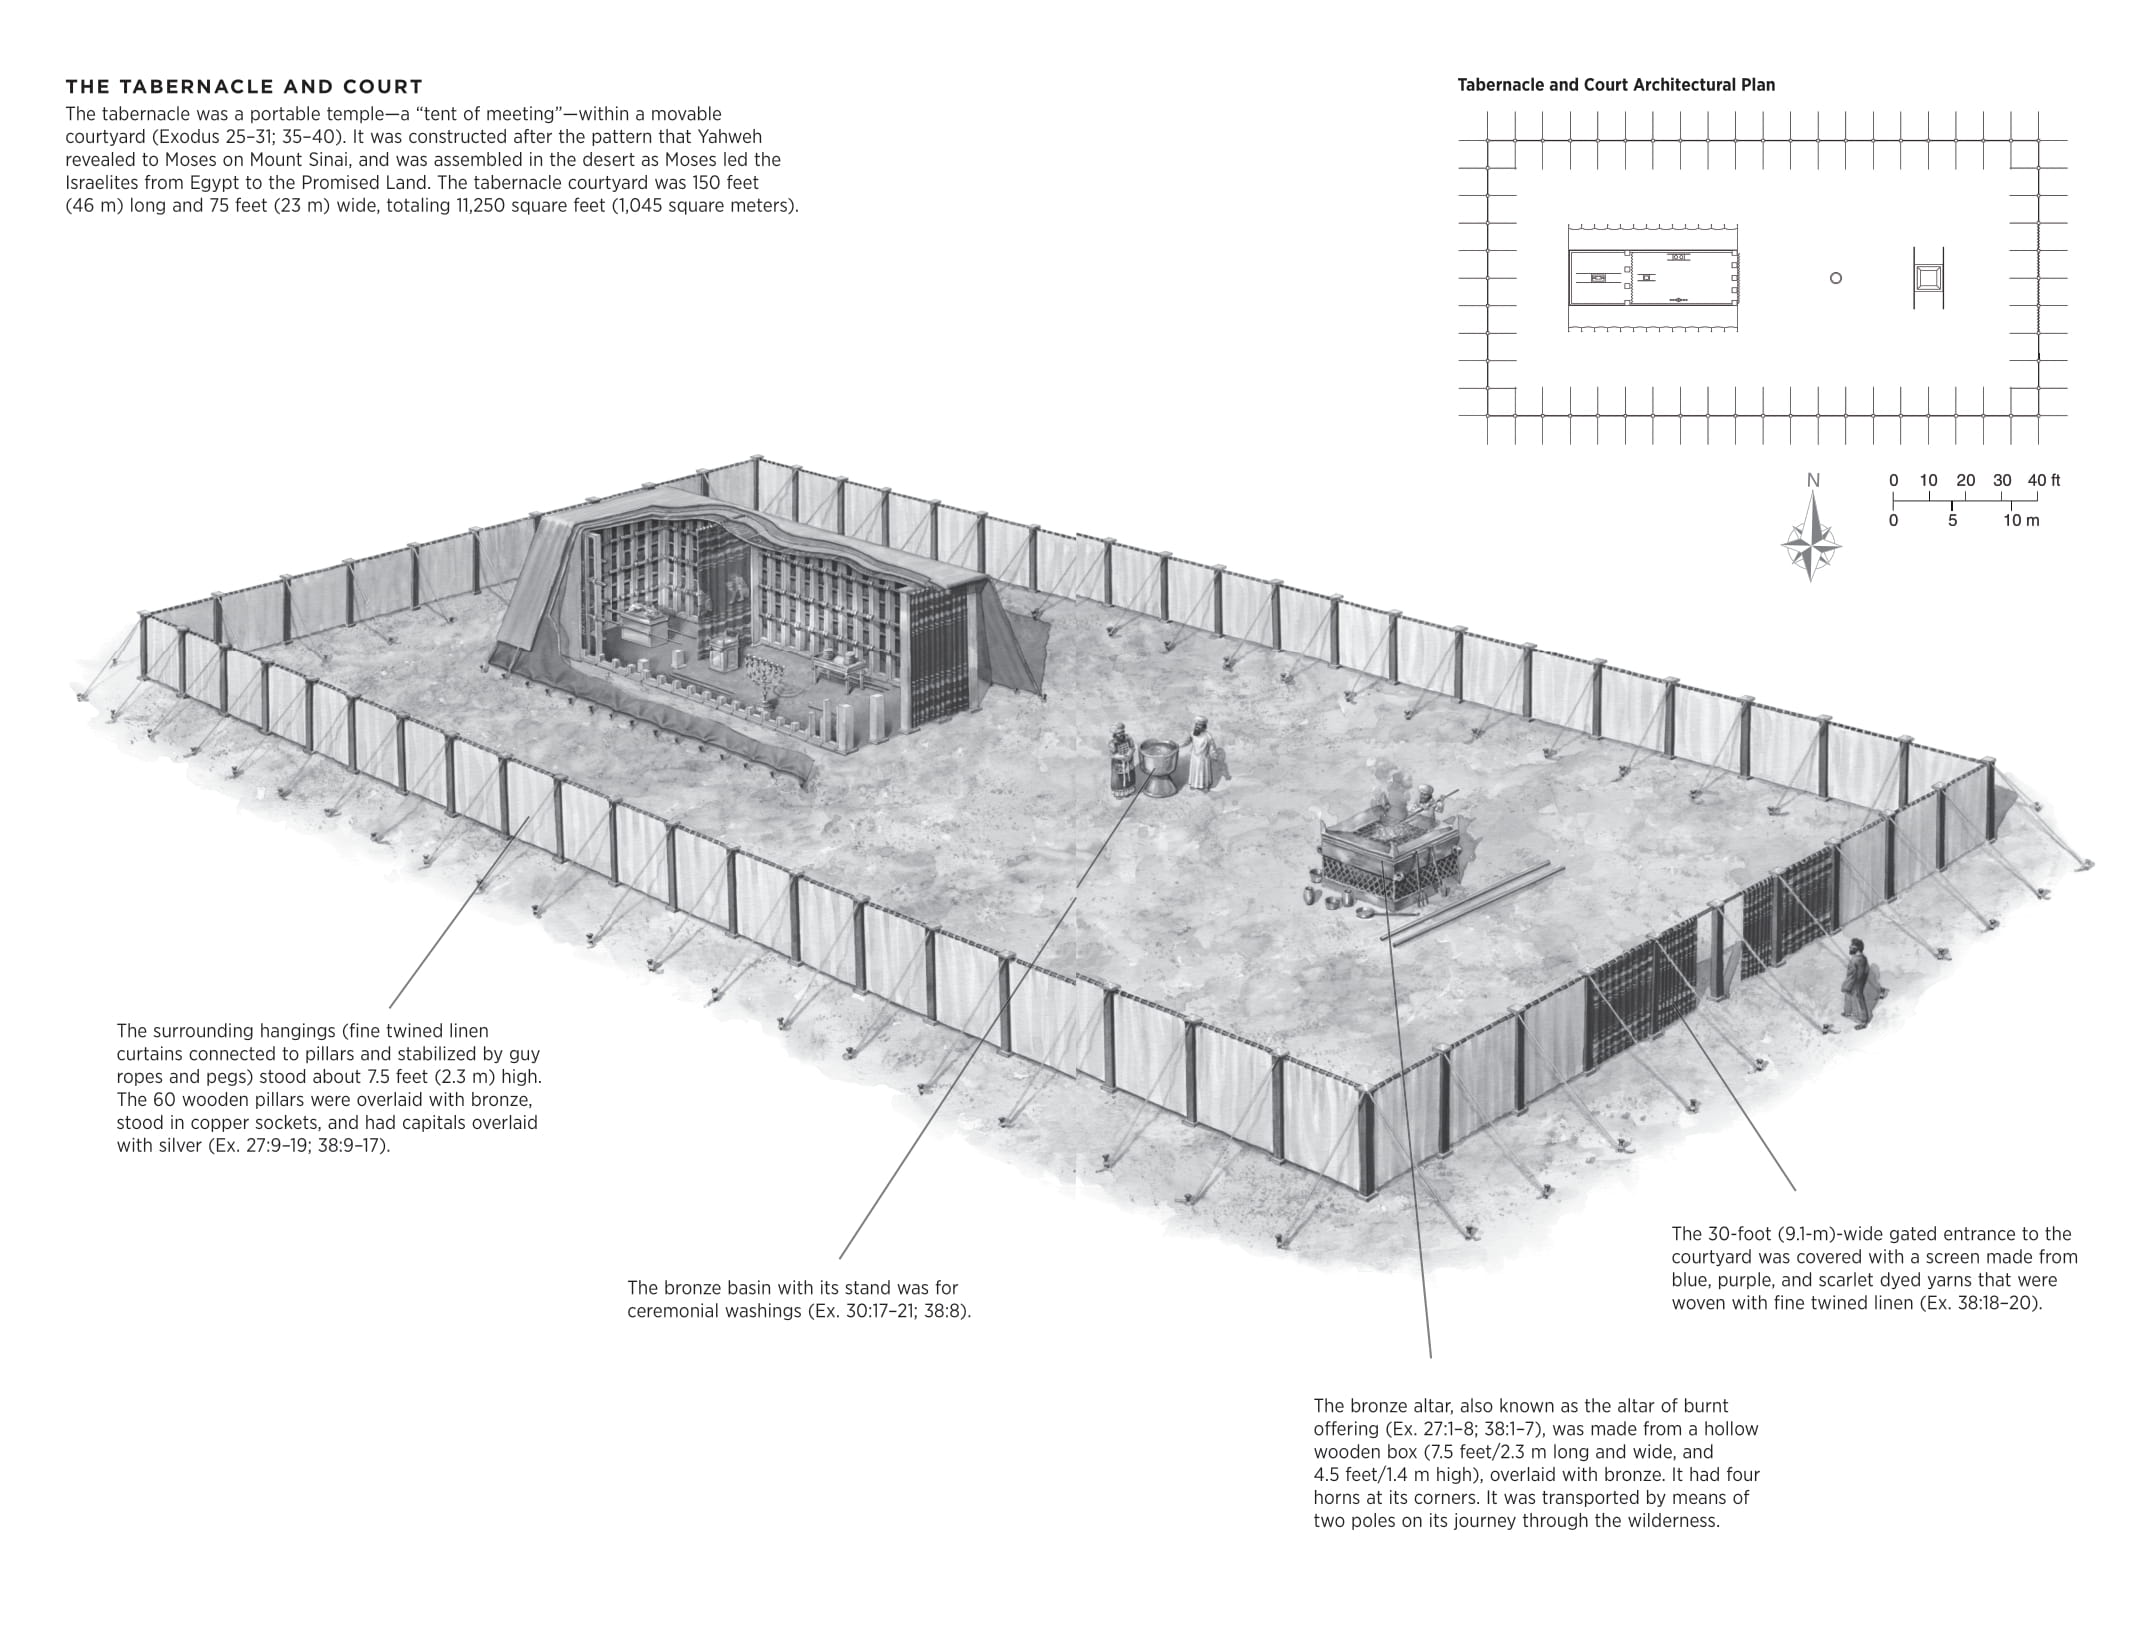 THE TABERNACLE AND COURT
The tabernacle was a portable temple—a “tent of meeting”—within a movable
courtyard (Exodus 25–31; 35–40). It was constructed after the pattern that Yahweh
revealed to Moses on Mount Sinai, and was assembled in the desert as Moses led the
Israelites from Egypt to the Promised Land. The tabernacle courtyard was 150 feet
(46 m) long and 75 feet (23 m) wide, totaling 11,250 square feet (1,045 square meters).
Tabernacle and Court Architectural Plan
N
0 10 20 30 40 ft
0 5 10 m
The surrounding hangings (fine twined linen
curtains connected to pillars and stabilized by guy
ropes and pegs) stood about 7.5 feet (2.3 m) high.
The 60 wooden pillars were overlaid with bronze,
stood in copper sockets, and had capitals overlaid
with silver (Ex. 27:9–19; 38:9–17).
The bronze basin with its stand was for
ceremonial washings (Ex. 30:17–21; 38:8).
The 30-foot (9.1-m)-wide gated entrance to the
courtyard was covered with a screen made from
blue, purple, and scarlet dyed yarns that were
woven with fine twined linen (Ex. 38:18–20).
The bronze altar, also known as the altar of burnt
offering (Ex. 27:1–8; 38:1–7), was made from a hollow
wooden box (7.5 feet/2.3 m long and wide, and
4.5 feet/1.4 m high), overlaid with bronze. It had four
horns at its corners. It was transported by means of
two poles on its journey through the wilderness.